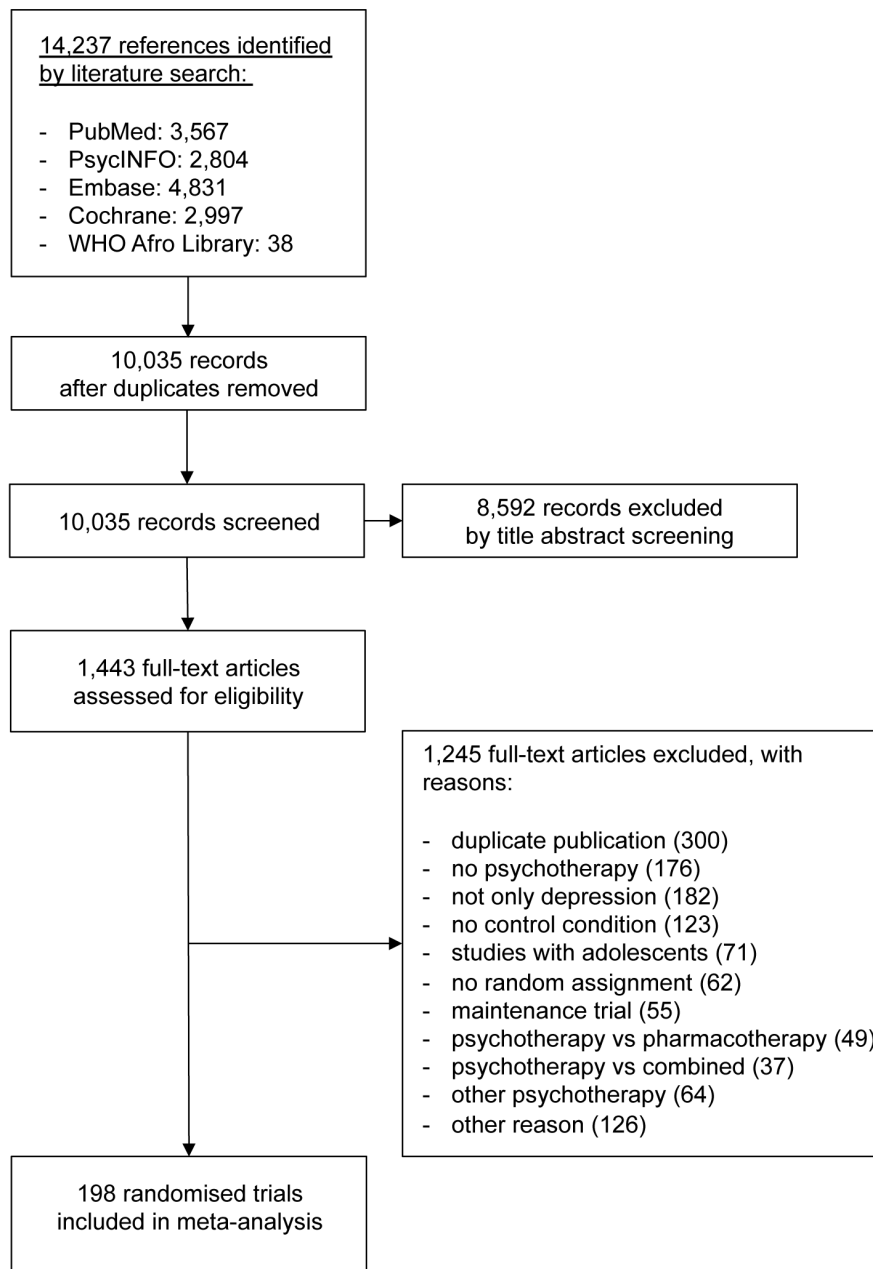 14,237 references identified
by literature search:
- PubMed: 3,567
- PsycINFO: 2,804
- Embase: 4,831
- Cochrane: 2,997
- WHO Afro Library: 38
10,035 records
after duplicates removed
10,035 records screened
8,592 records excluded
by title abstract screening
1,443 full-text articles
assessed for eligibility
1,245 full-text articles excluded, with
reasons:
- duplicate publication (300)
- no psychotherapy (176)
- not only depression (182)
- no control condition (123)
- studies with adolescents (71)
- no random assignment (62)
- maintenance trial (55)
- psychotherapy vs pharmacotherapy (49)
- psychotherapy vs combined (37)
- other psychotherapy (64)
- other reason (126)
198 randomised trials
included in meta-analysis